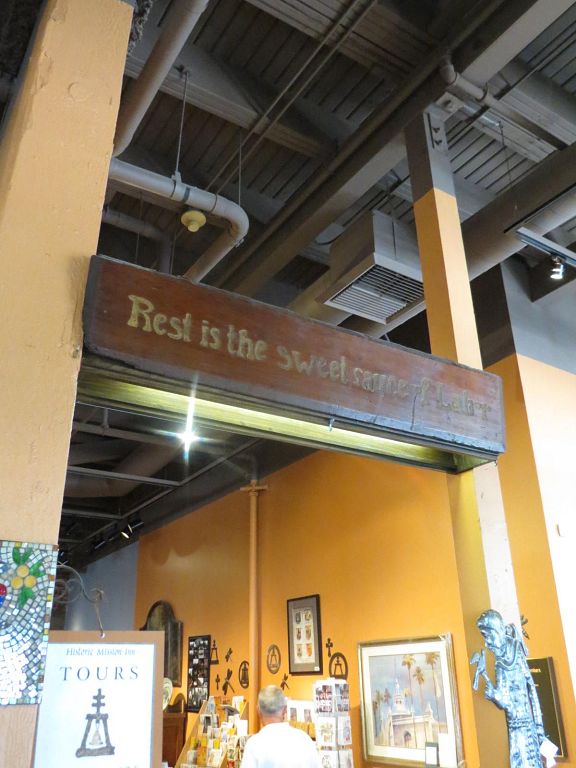 Rest is the sweet sauce of Labor
Historic Mission Inn
TOURS